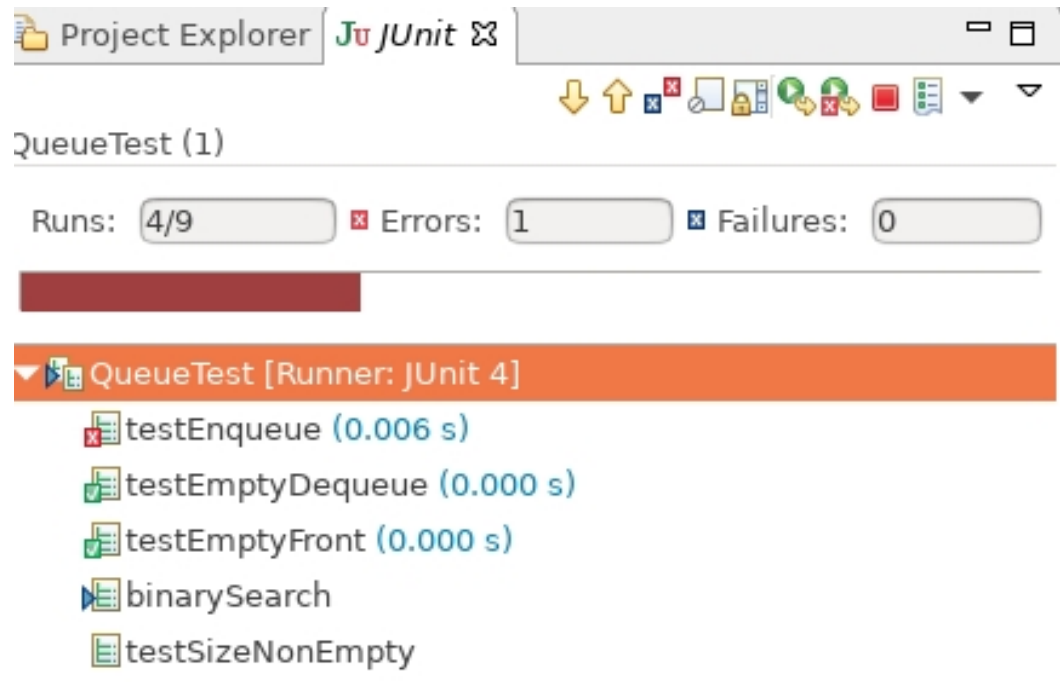 Project Explorer JU JUnit
QueueTest (1)
Runs: 4/9 Errors: 1 Failures: 0
QueueTest [Runner: JUnit 4]
testEnqueue (0.006 s)
testEmptyDequeue (0.000 s)
testEmptyFront (0.000 s)
binarySearch
testSizeNonEmpty